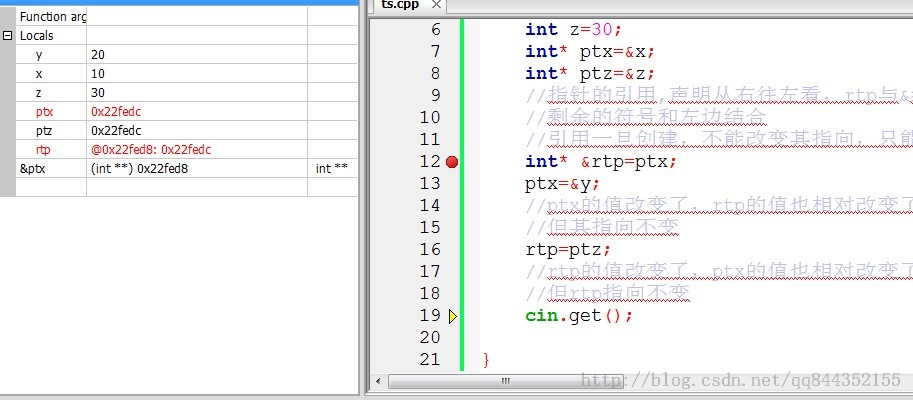 Function arg
Locals
y 20
x 10
z 30
ptx 0x22fedc
ptz 0x22fedc
rtp @0x22fed8: 0x22fedc
&ptx (int **) 0x22fed8 int **
ts.cpp
6 int z=30;
7 int* ptx=&x;
8 int* ptz=&z;
9 //指针的引用,声明从右往左看，rtp与&
10 //剩余的符号和左边结合
11 //引用一旦创建，不能改变其指向，只能
12 int* &rtp=ptx;
13 ptx=&y;
14 //ptx的值改变了，rtp的值也相对改变了
15 //但其指向不变
16 rtp=ptz;
17 //rtp的值改变了，ptx的值也相对改变了
18 //但rtp指向不变
19 cin.get();
20
21 }
http://blog.csdn.net/qq844352155